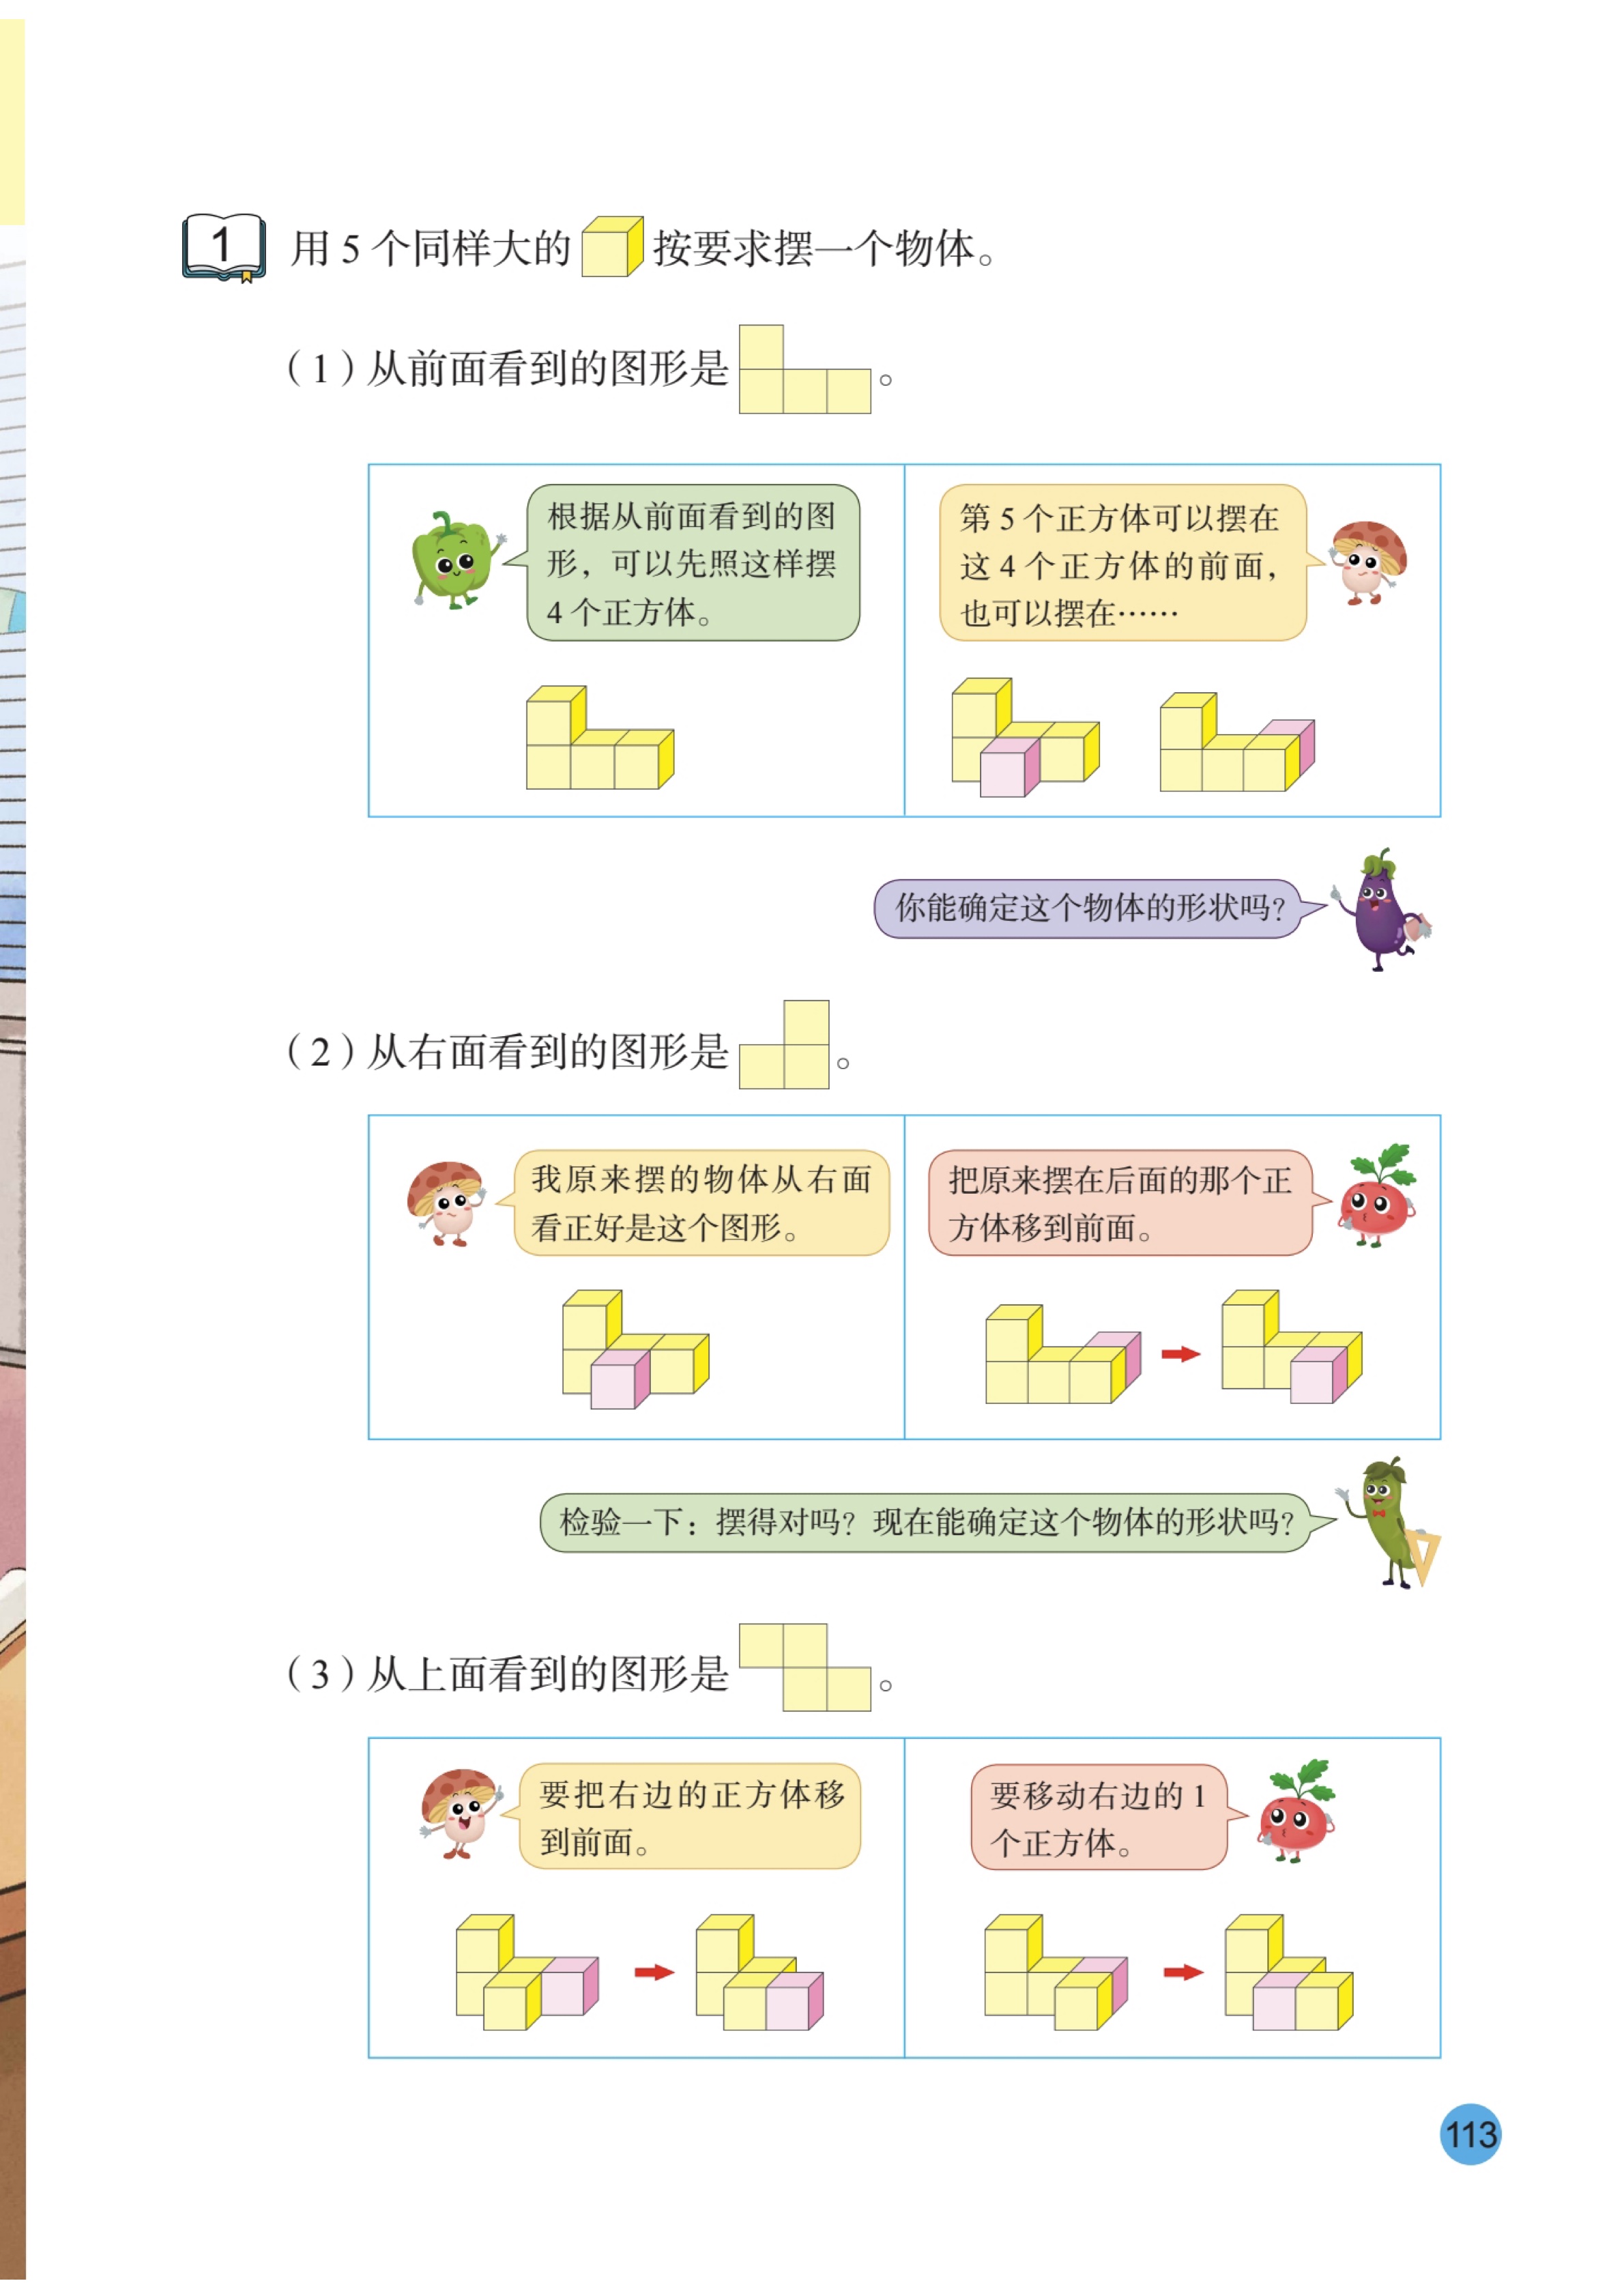 1 用 5 个同样大的 按要求摆一个物体。
（1）从前面看到的图形是 。
根据从前面看到的图
形，可以先照这样摆
4 个正方体。
第 5 个正方体可以摆在
这 4 个正方体的前面，
也可以摆在……
你能确定这个物体的形状吗？
（2）从右面看到的图形是 。
我原来摆的物体从右面
看正好是这个图形。
把原来摆在后面的那个正
方体移到前面。
检验一下：摆得对吗？现在能确定这个物体的形状吗？
（3）从上面看到的图形是 。
要把右边的正方体移
到前面。
要移动右边的 1
个正方体。
113